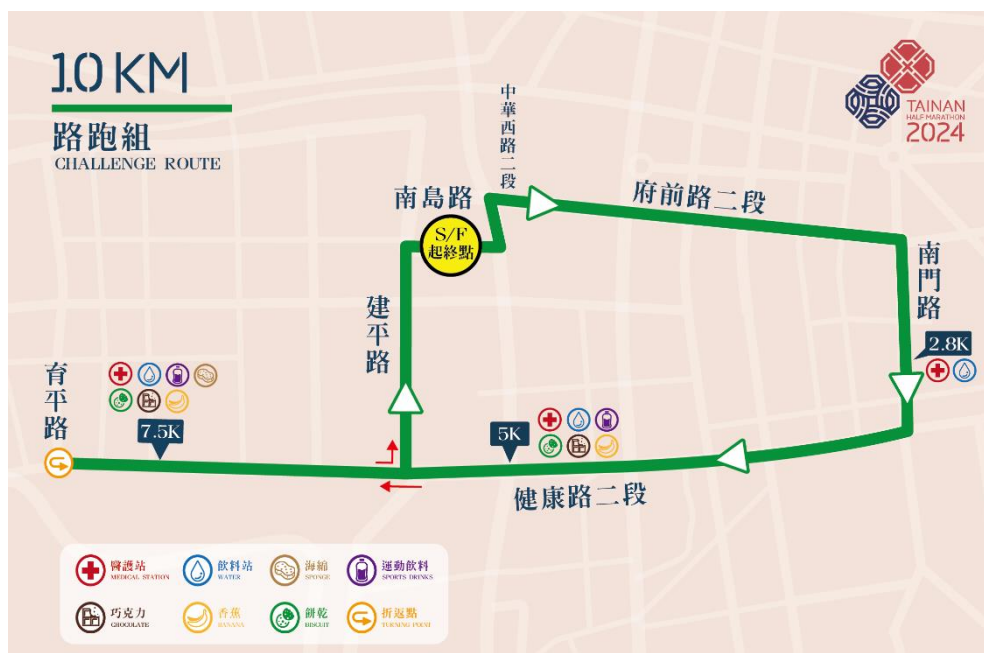 10 KM
路跑組
CHALLENGE ROUTE
TAINAN
HALF MARATHON
2024
中華西路二段
南島路
府前路二段
S/F
起終點
南門路
建平路
2.8K
育平路
7.5K
5K
健康路二段
醫護站
MEDICAL STATION
飲料站
WATER
海綿
SPONGE
運動飲料
SPORTS DRINKS
巧克力
CHOCOLATE
香蕉
BANANA
餅乾
BISCUIT
折返點
TURNING POINT